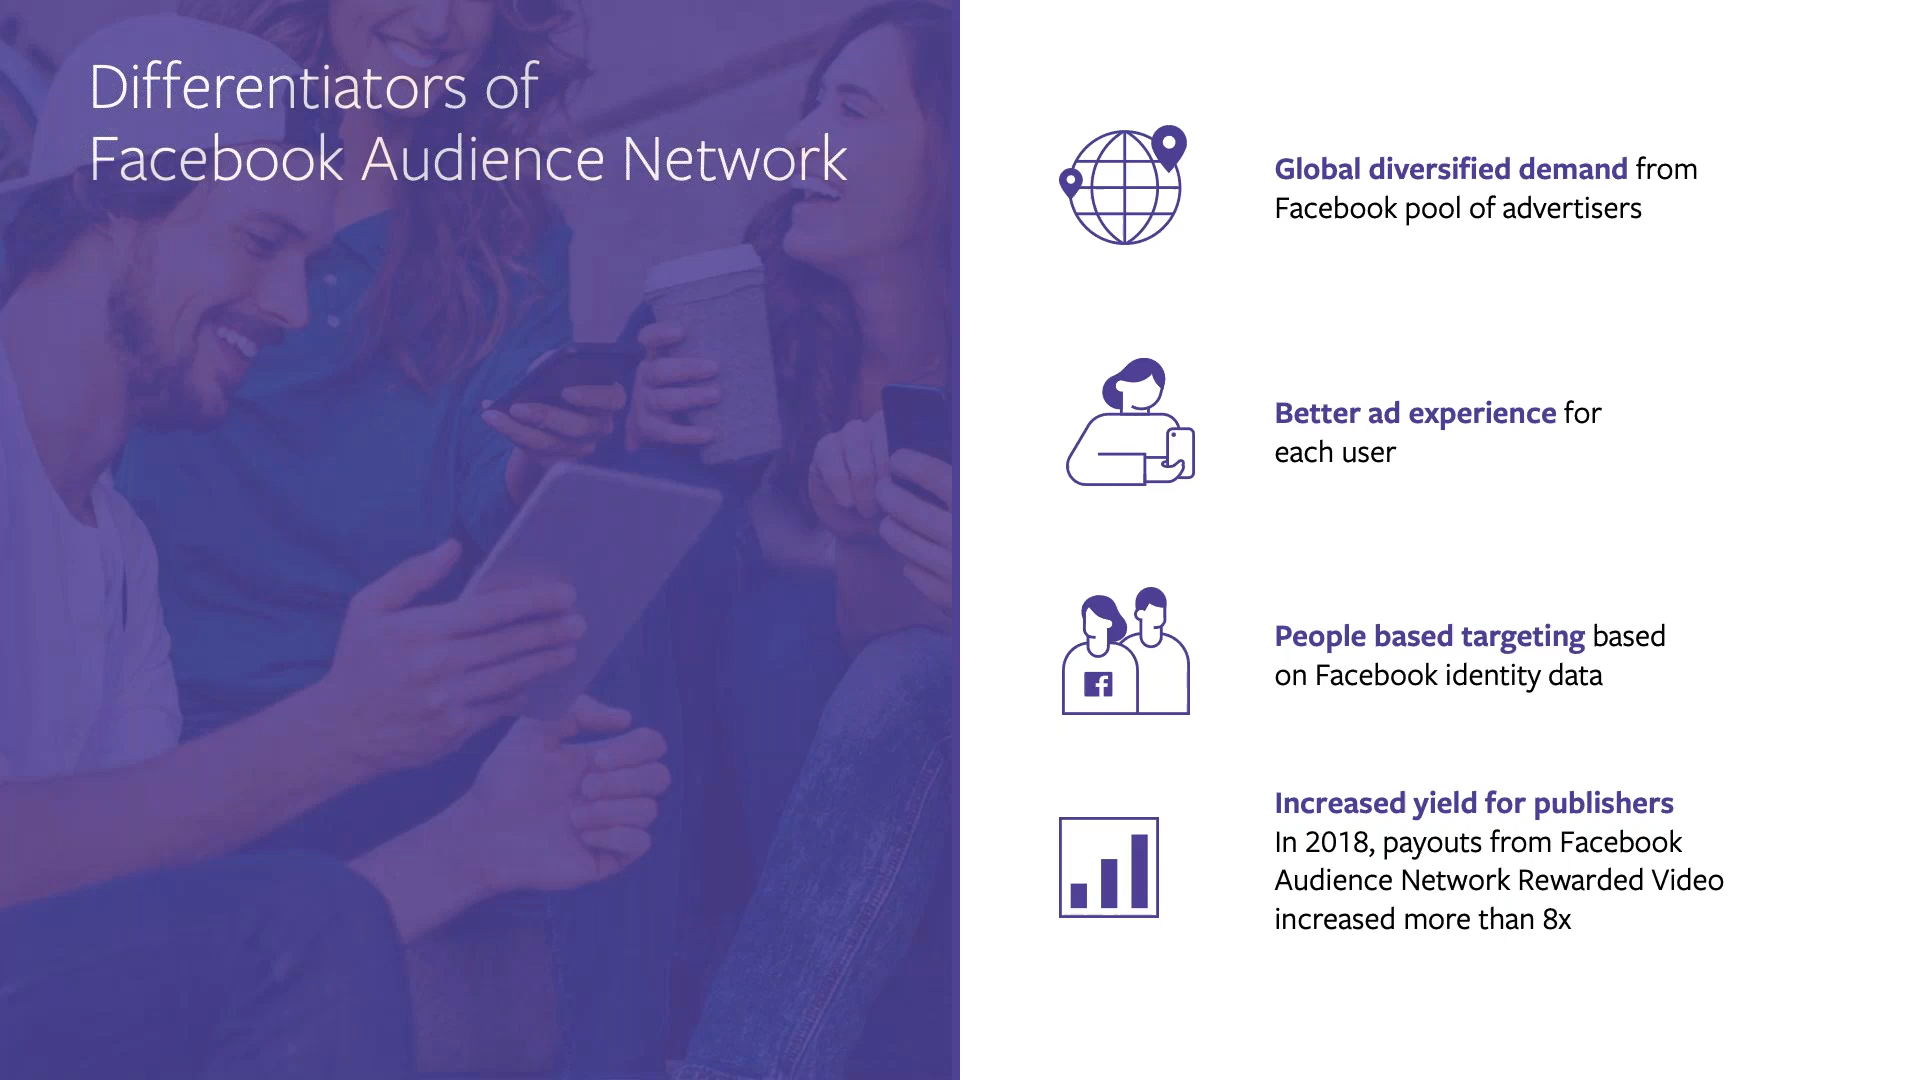 Differentiators of
Facebook Audience Network
Global diversified demand from
Facebook pool of advertisers
Better ad experience for
each user
People based targeting based
on Facebook identity data
Increased yield for publishers
In 2018, payouts from Facebook
Audience Network Rewarded Video
increased more than 8x